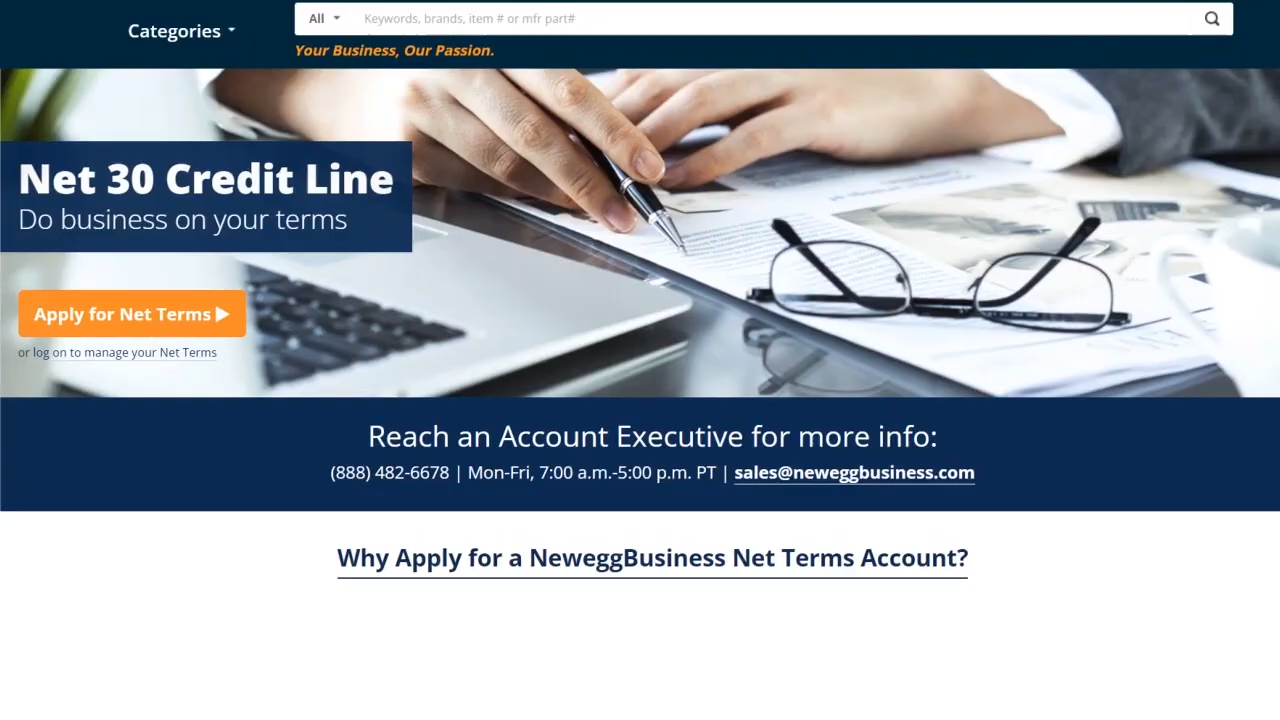 Categories
All
Keywords, brands, item # or mfr part#
Your Business, Our Passion.
Net 30 Credit Line
Do business on your terms
Apply for Net Terms
or log on to manage your Net Terms
Reach an Account Executive for more info:
(888) 482-6678 | Mon-Fri, 7:00 a.m.-5:00 p.m. PT | sales@neweggbusiness.com
Why Apply for a NeweggBusiness Net Terms Account?